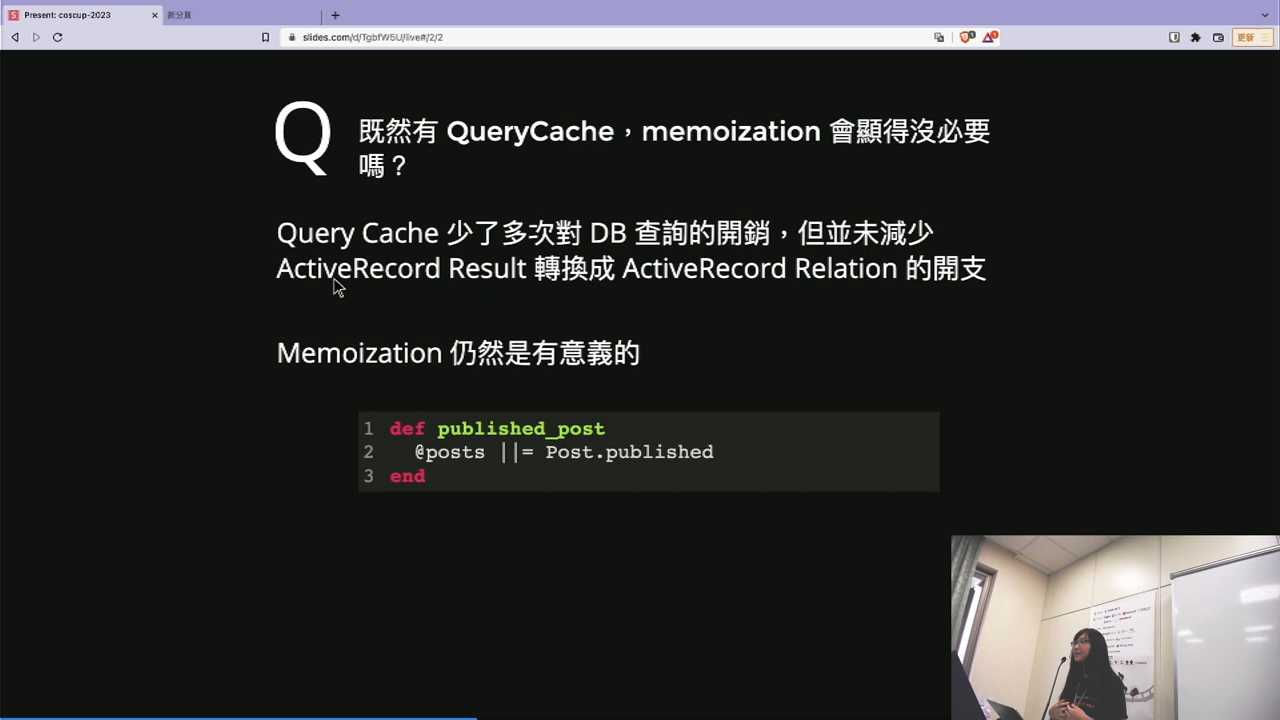 Present: coscup-2023
新分頁
slides.com/d/TgbfW5U/live#/2/2
更新
Q
既然有 QueryCache，memoization 會顯得沒必要
嗎？
Query Cache 少了多次對 DB 查詢的開銷，但並未減少
ActiveRecord Result 轉換成 ActiveRecord Relation 的開支
Memoization 仍然是有意義的
1 def published_post
2 @posts ||= Post.published
3 end